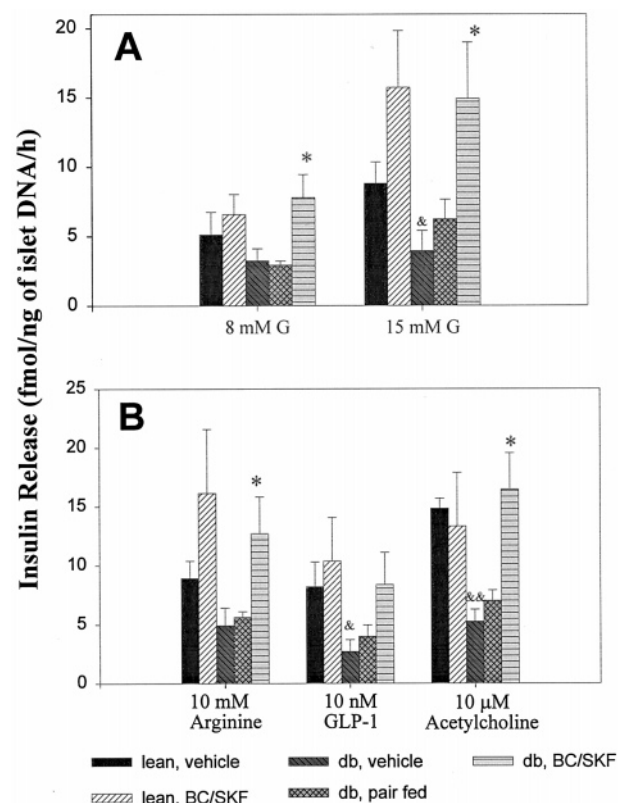 Insulin Release (fmol/ng of islet DNA/h)
A
20
15
10
5
0
*
*
&
8 mM G
15 mM G
B
25
20
15
10
5
0
*
&
*
&&
10 mM
Arginine
10 nM
GLP-1
10 µM
Acetylcholine
lean, vehicle
db, vehicle
db, BC/SKF
lean, BC/SKF
db, pair fed